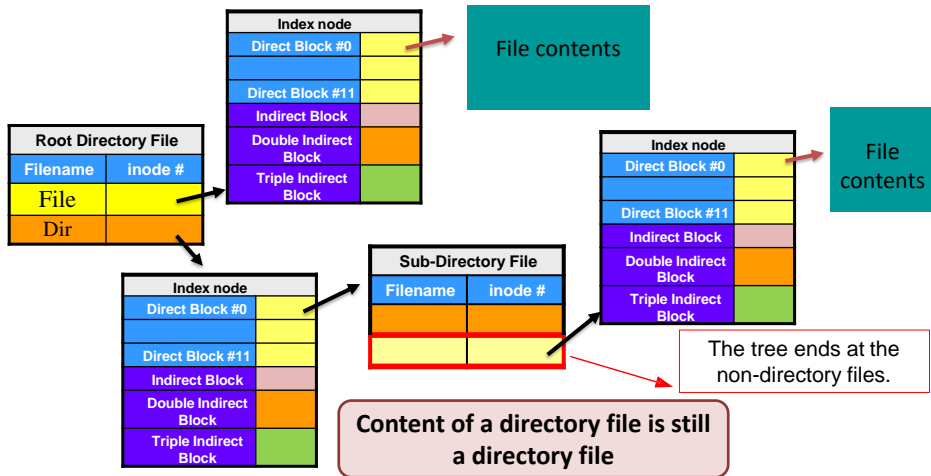 Index node
Direct Block #0
Direct Block #11
Indirect Block
Double Indirect
Block
Triple Indirect
Block
File contents
Root Directory File
Filename inode #
File
Dir
Index node
Direct Block #0
Direct Block #11
Indirect Block
Double Indirect
Block
Triple Indirect
Block
File
contents
Index node
Direct Block #0
Direct Block #11
Indirect Block
Double Indirect
Block
Triple Indirect
Block
Sub-Directory File
Filename inode #
The tree ends at the
non-directory files.
Content of a directory file is still
a directory file